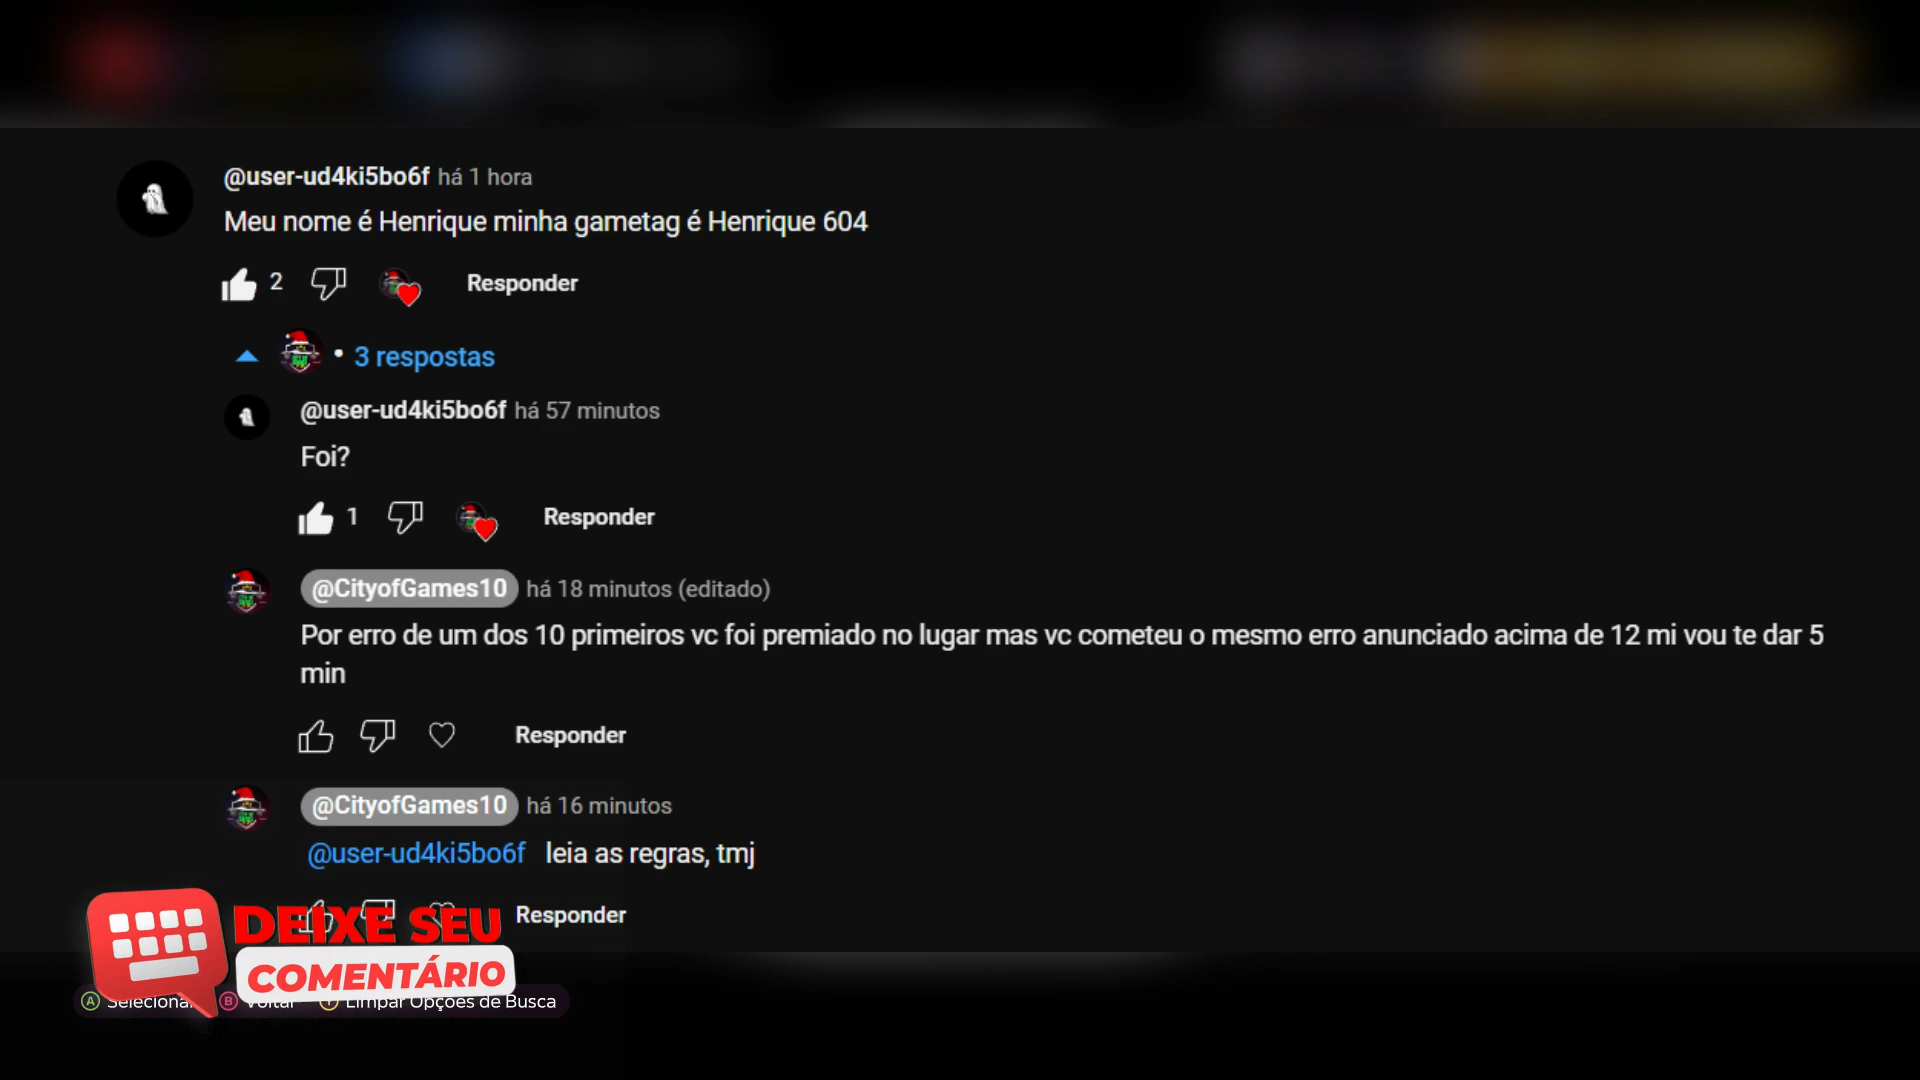 @user-ud4ki5bo6f há 1 hora
Meu nome é Henrique minha gametag é Henrique 604
2 Responder
• 3 respostas
@user-ud4ki5bo6f há 57 minutos
Foi?
1 Responder
@CityofGames10 há 18 minutos (editado)
Por erro de um dos 10 primeiros vc foi premiado no lugar mas vc cometeu o mesmo erro anunciado acima de 12 mi vou te dar 5
min
Responder
@CityofGames10 há 16 minutos
@user-ud4ki5bo6f leia as regras, tmj
Responder
DEIXE SEU
COMENTÁRIO
A Selecionar B Voltar Y Limpar Opções de Busca